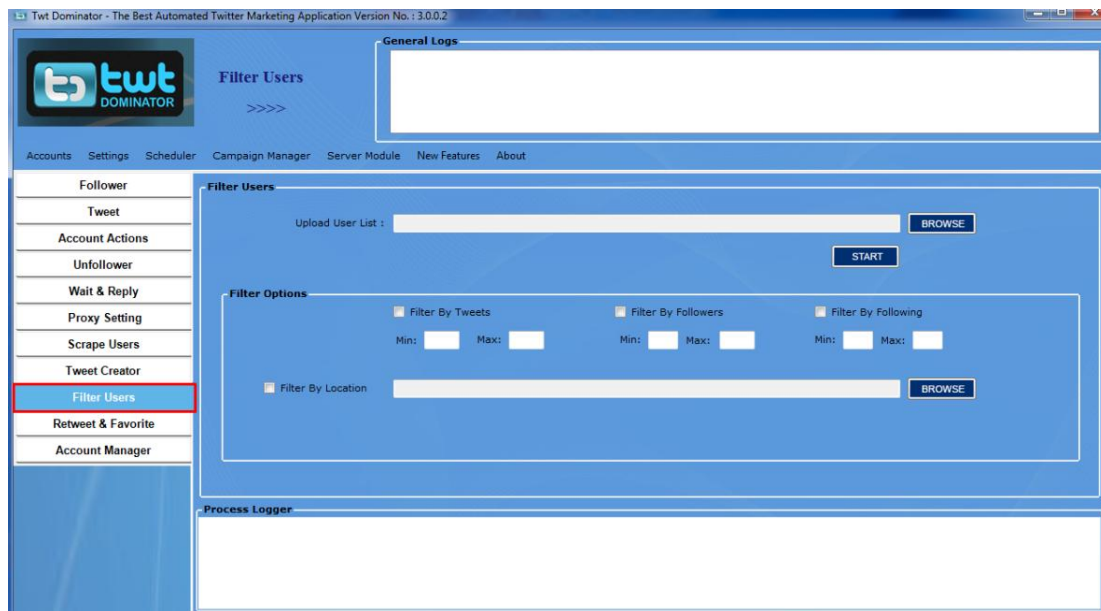 Twt Dominator - The Best Automated Twitter Marketing Application Version No. : 3.0.0.2
General Logs
twt
DOMINATOR
Filter Users
>>>>
Accounts Settings Scheduler Campaign Manager Server Module New Features About
Follower
Tweet
Account Actions
Unfollower
Wait & Reply
Proxy Setting
Scrape Users
Tweet Creator
Filter Users
Retweet & Favorite
Account Manager
Filter Users
Upload User List : BROWSE
START
Filter Options
Filter By Tweets Filter By Followers Filter By Following
Min: Max: Min: Max: Min: Max:
Filter By Location BROWSE
Process Logger